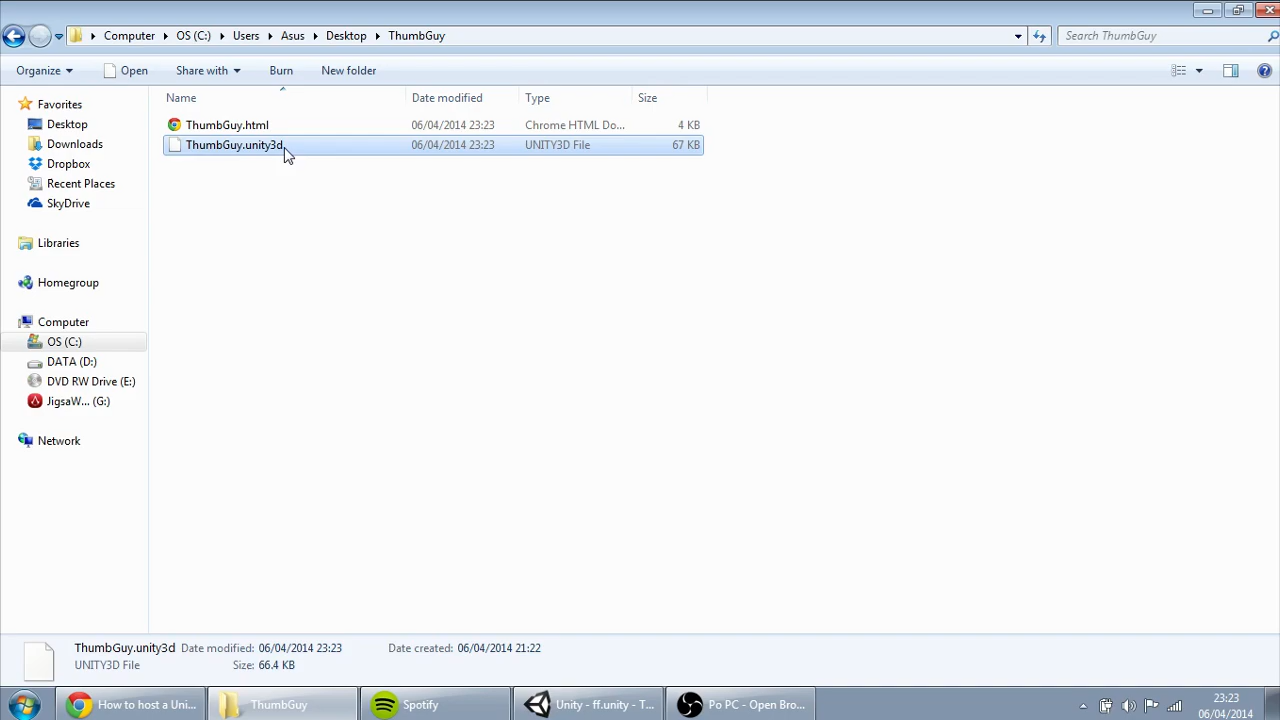 Computer OS (C:) Users Asus Desktop ThumbGuy Search ThumbGuy
Organize Open Share with Burn New folder
Name Date modified Type Size
ThumbGuy.html 06/04/2014 23:23 Chrome HTML Do... 4 KB
ThumbGuy.unity3d 06/04/2014 23:23 UNITY3D File 67 KB
Favorites
Desktop
Downloads
Dropbox
Recent Places
SkyDrive
Libraries
Homegroup
Computer
OS (C:)
DATA (D:)
DVD RW Drive (E:)
JigsaW... (G:)
Network
ThumbGuy.unity3d Date modified: 06/04/2014 23:23 Date created: 06/04/2014 21:22
UNITY3D File Size: 66.4 KB
How to host a Uni... ThumbGuy Spotify Unity - ff.unity - T... Po PC - Open Bro... 23:23
06/04/2014